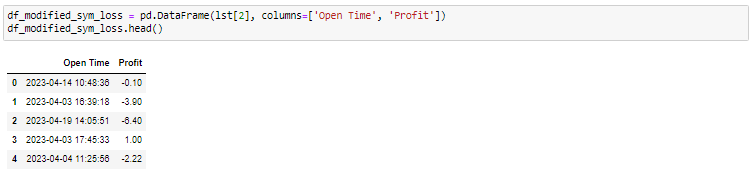 df_modified_sym_loss = pd.DataFrame(lst[2], columns=['Open Time', 'Profit'])
df_modified_sym_loss.head()
Open Time Profit
0 2023-04-14 10:48:36 -0.10
1 2023-04-03 16:39:18 -3.90
2 2023-04-19 14:05:51 -6.40
3 2023-04-03 17:45:33 1.00
4 2023-04-04 11:25:56 -2.22